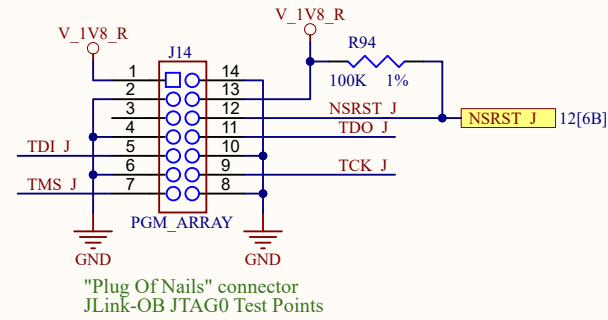 V_1V8_R
V_1V8_R
J14
R94
100K 1%
1 14
2 13
3 12 NSRST_J NSRST_J 12[6B]
4 11 TDO_J
TDI_J 5 10
6 9 TCK_J
TMS_J 7 8
PGM_ARRAY
GND GND
"Plug Of Nails" connector
JLink-OB JTAG0 Test Points